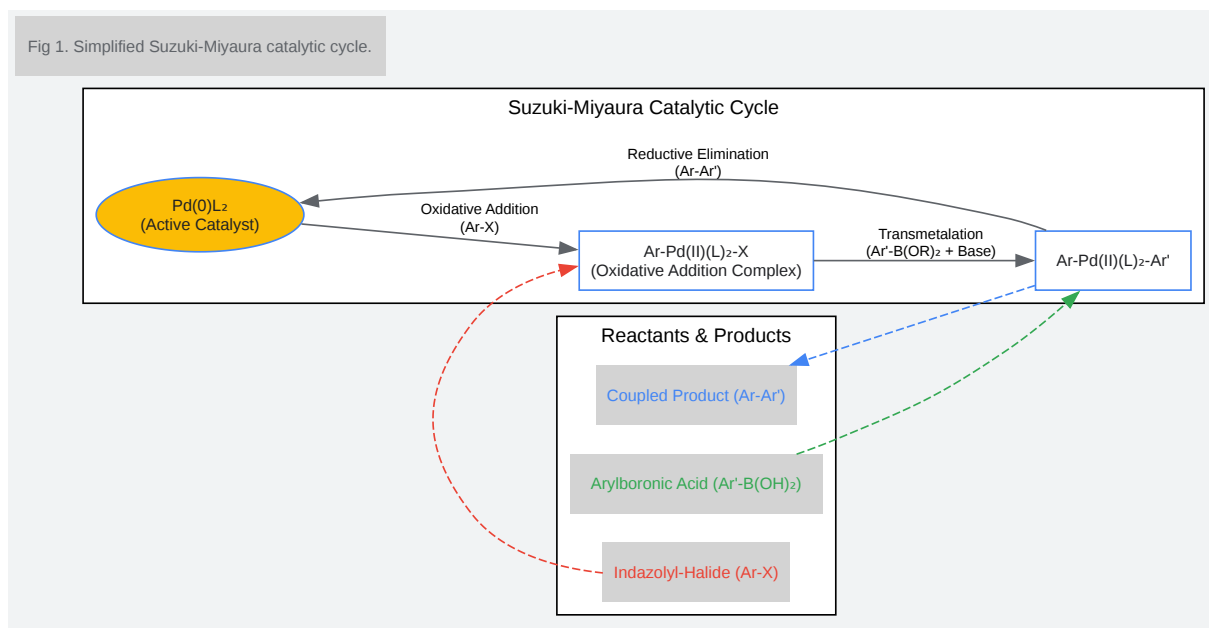 Fig 1. Simplified Suzuki-Miyaura catalytic cycle.
Suzuki-Miyaura Catalytic Cycle
Reductive Elimination
(Ar-Ar')
Pd(0)L₂
(Active Catalyst)
Oxidative Addition
(Ar-X)
Ar-Pd(II)(L)₂-X
(Oxidative Addition Complex)
Transmetalation
(Ar'-B(OR)₂ + Base)
Ar-Pd(II)(L)₂-Ar'
Reactants & Products
Coupled Product (Ar-Ar')
Arylboronic Acid (Ar'-B(OH)₂)
Indazolyl-Halide (Ar-X)